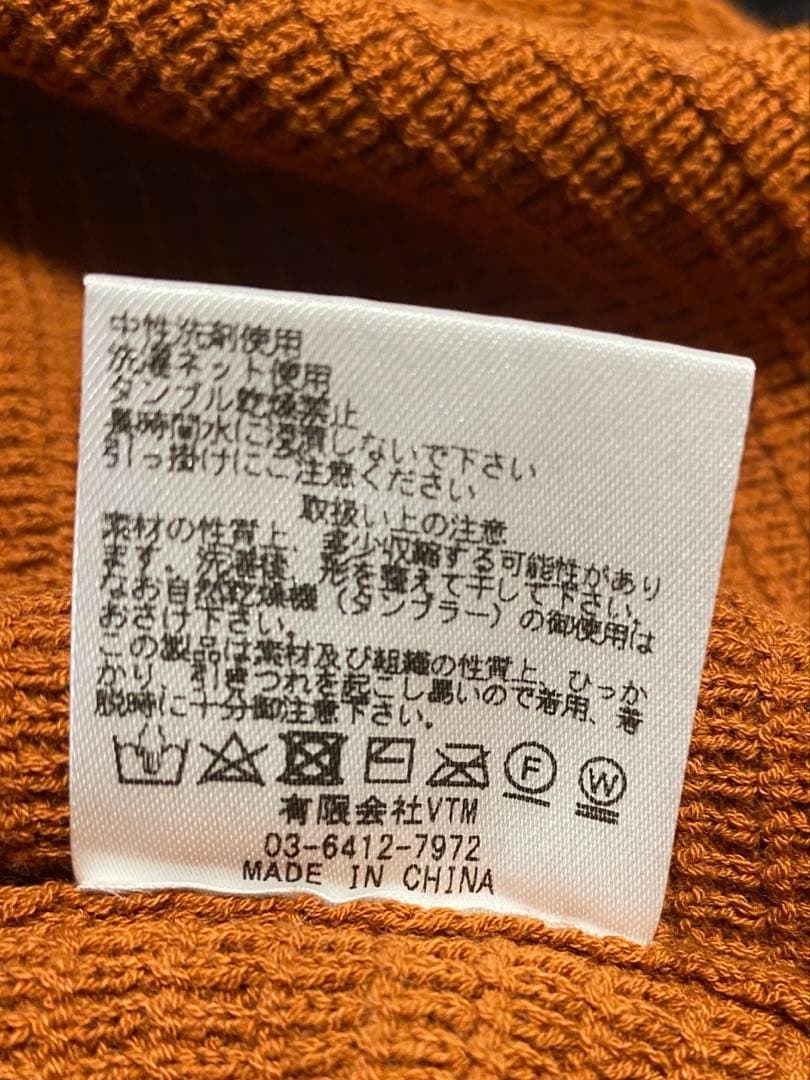 中性洗剤使用
洗濯ネット使用
タンブル乾燥禁止
長時間水に浸漬しないで下さい
引っ掛けにご注意ください
取扱い上の注意
素材の性質上、多少収縮する可能性があり
ます。洗濯後、形を整えて干して下さい。
なお自然乾燥機(タンブラー)の御使用は
おさけ下さい。
この製品は素材及び組織の性質上、ひっか
かり、引きつれを起こし易いので着用、着
脱時に十分御注意下さい。
F W
有限会社VTM
03-6412-7972
MADE IN CHINA